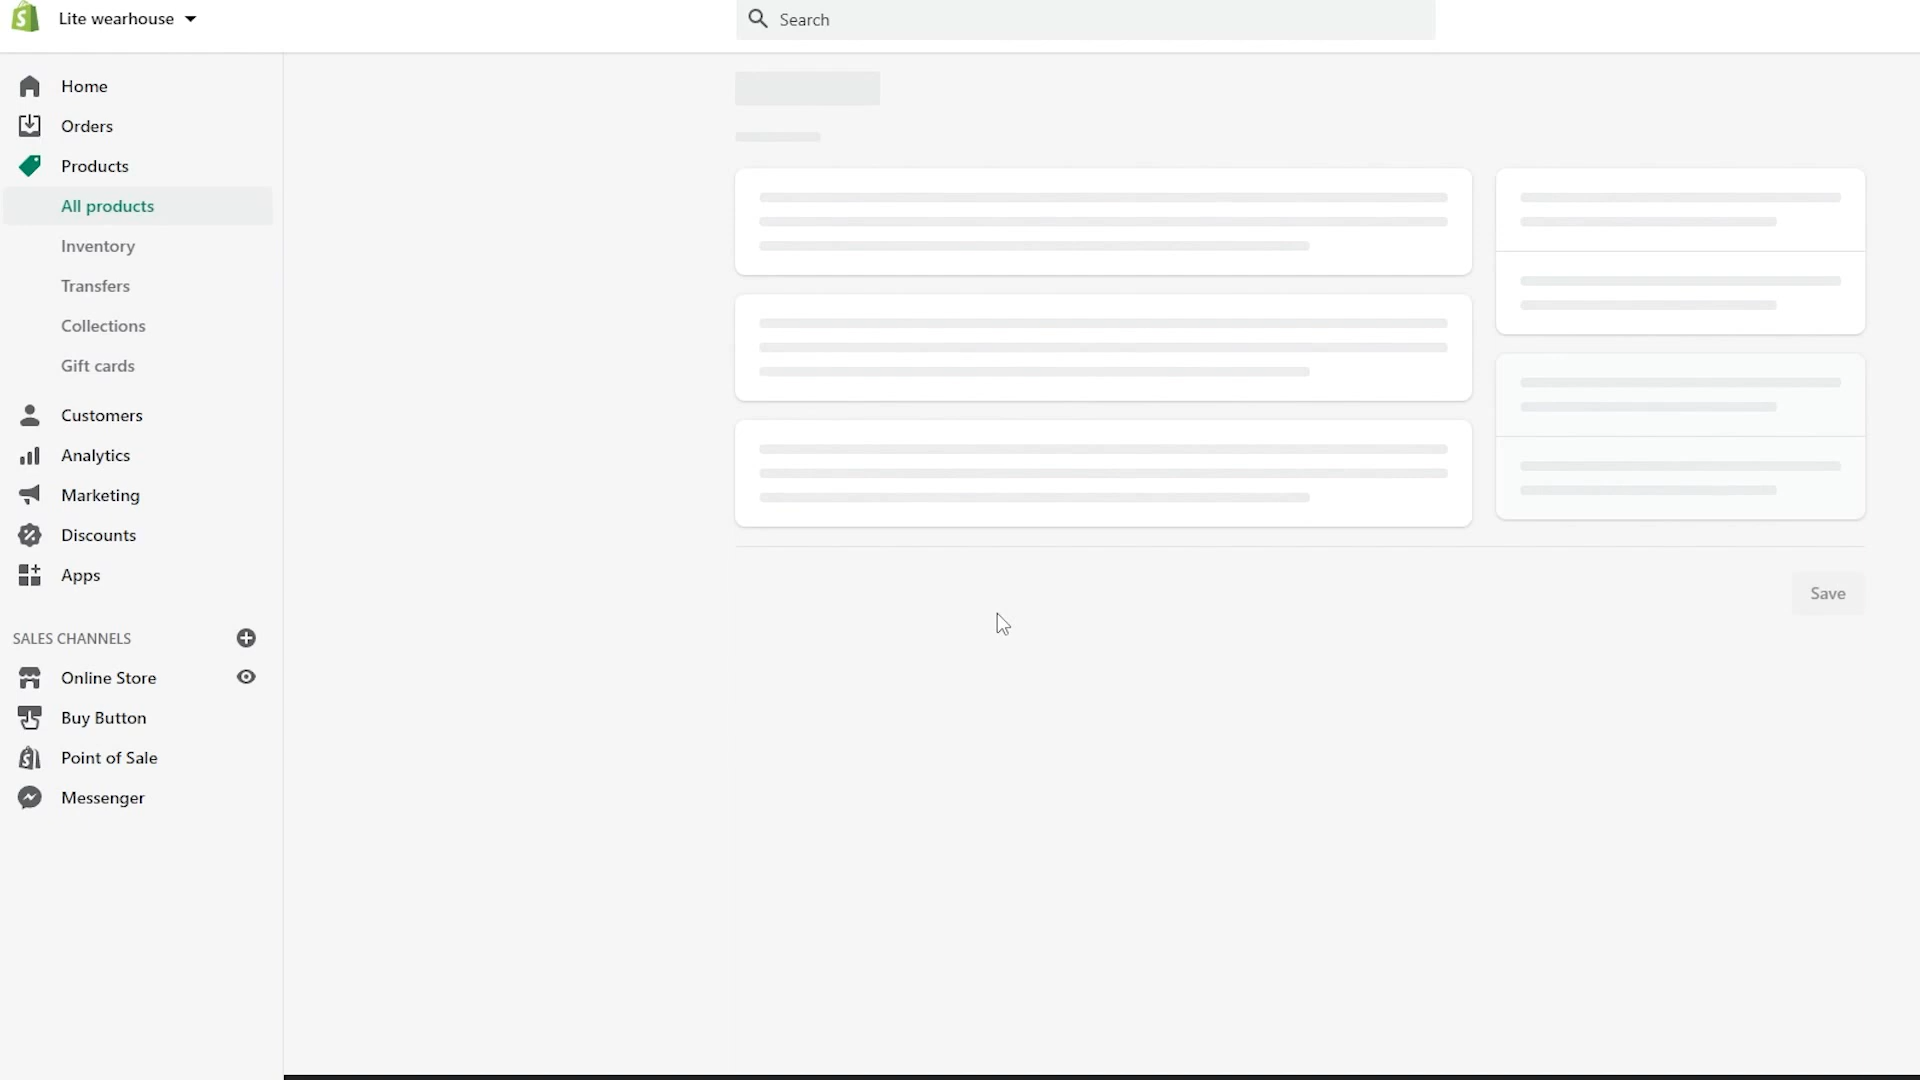 Lite wearhouse
Search
Home
Orders
Products
All products
Inventory
Transfers
Collections
Gift cards
Customers
Analytics
Marketing
Discounts
Apps
Save
SALES CHANNELS
Online Store
Buy Button
Point of Sale
Messenger